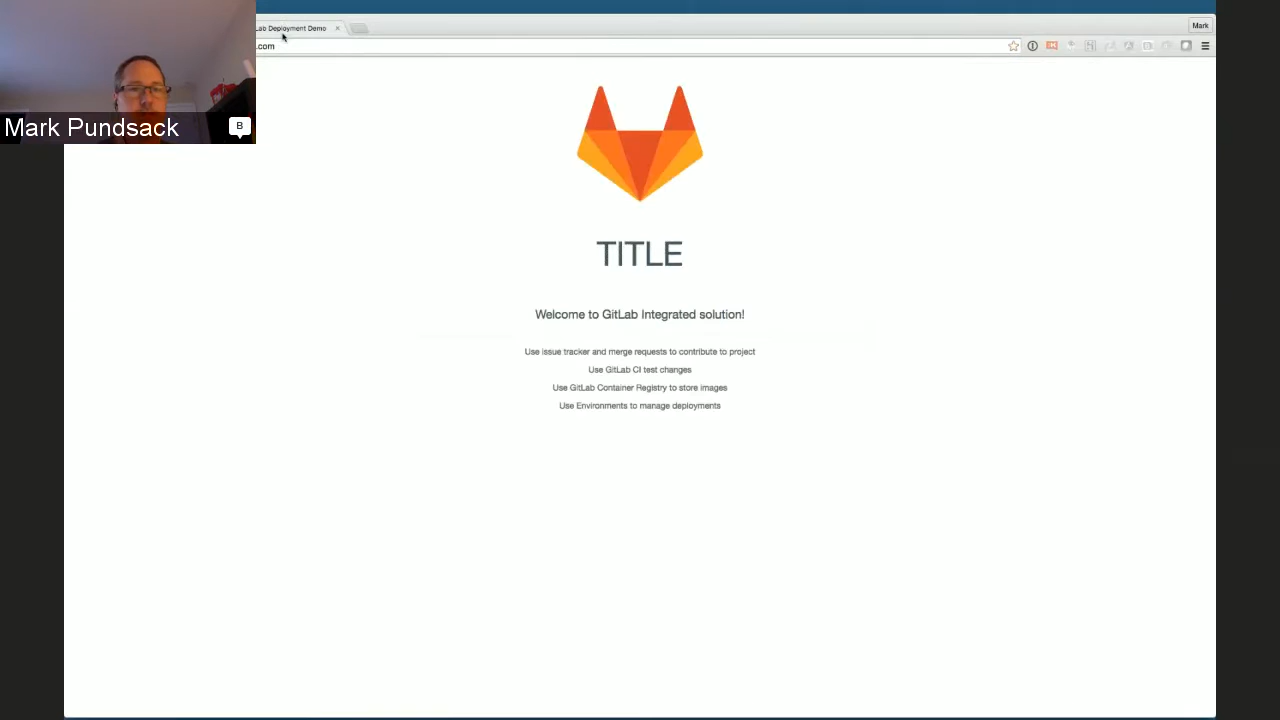 Lab Deployment Demo
Mark
.com
Mark Pundsack
B
TITLE
Welcome to GitLab Integrated solution!
Use issue tracker and merge requests to contribute to project
Use GitLab CI test changes
Use GitLab Container Registry to store images
Use Environments to manage deployments